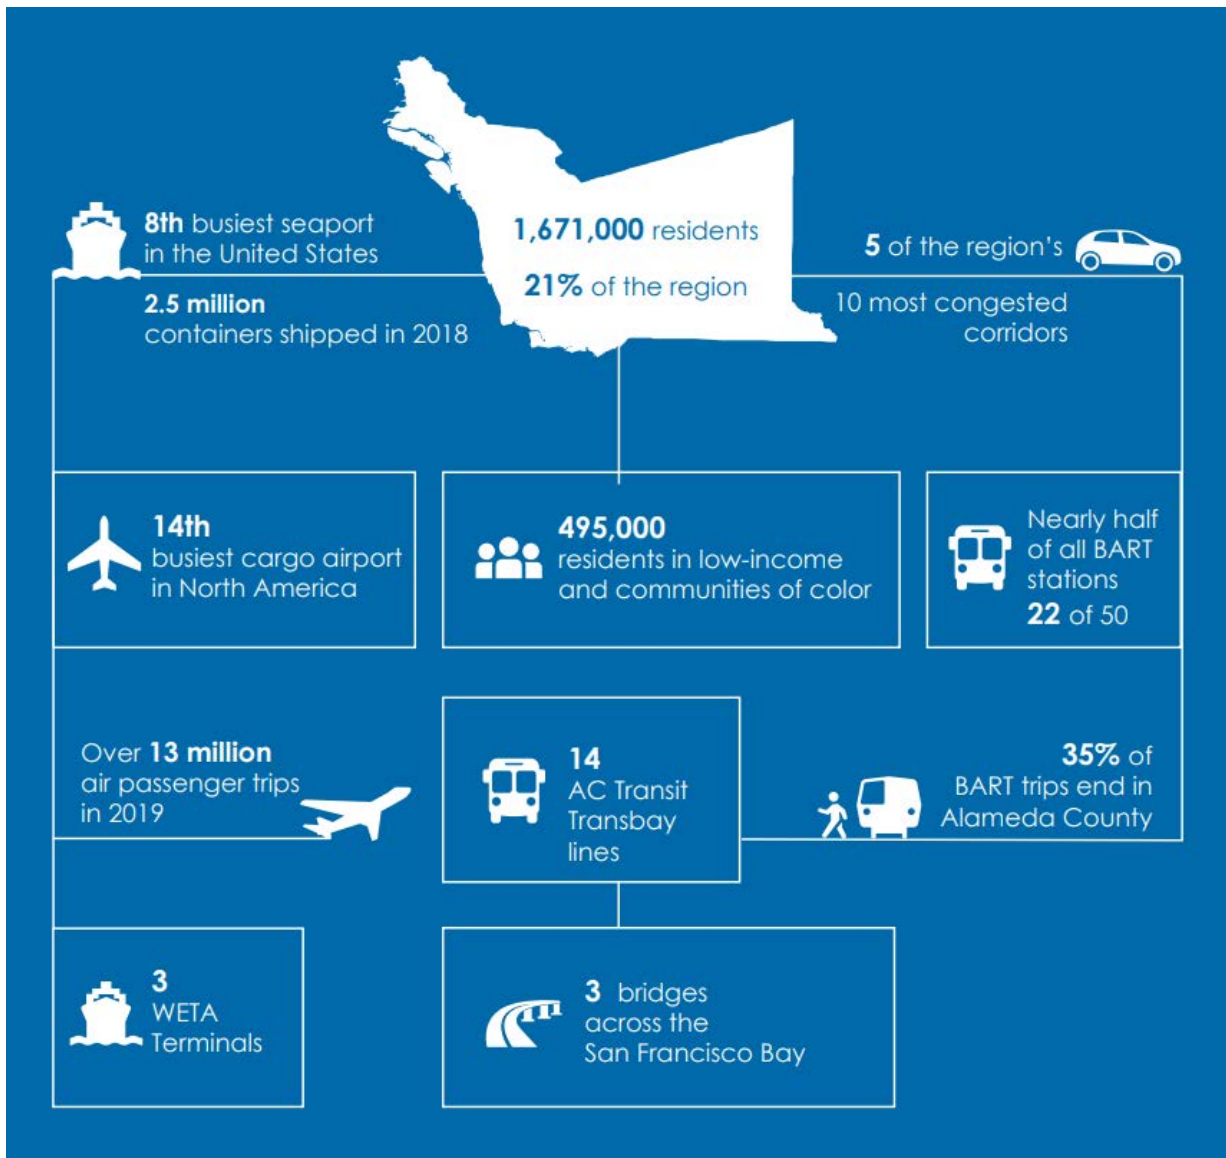 8th busiest seaport
in the United States
2.5 million
containers shipped in 2018
1,671,000 residents
21% of the region
5 of the region's
10 most congested
corridors
14th
busiest cargo airport
in North America
495,000
residents in low-income
and communities of color
Nearly half
of all BART
stations
22 of 50
Over 13 million
air passenger trips
in 2019
14
AC Transit
Transbay
lines
35% of
BART trips end in
Alameda County
3
WETA
Terminals
3 bridges
across the
San Francisco Bay